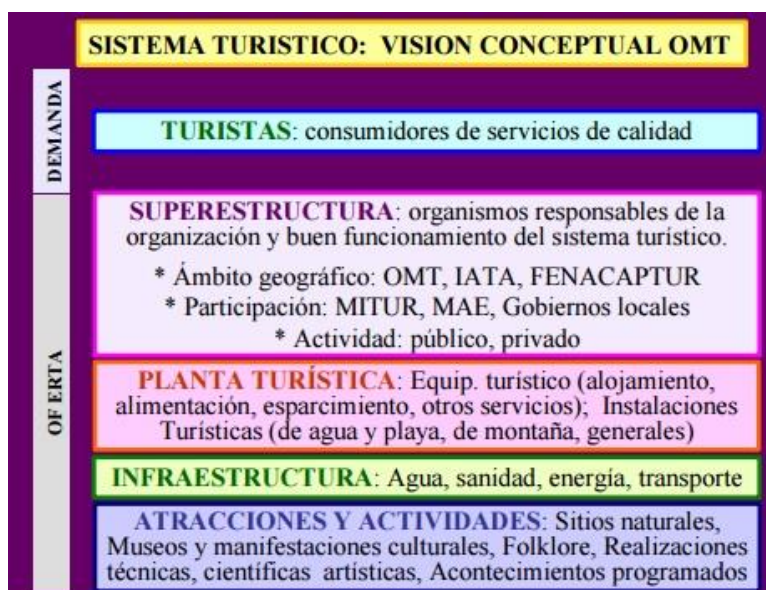 SISTEMA TURISTICO: VISION CONCEPTUAL OMT
DEMANDA
TURISTAS: consumidores de servicios de calidad
OFERTA
SUPERESTRUCTURA: organismos responsables de la
organización y buen funcionamiento del sistema turístico.
* Ámbito geográfico: OMT, IATA, FENACAPTUR
* Participación: MITUR, MAE, Gobiernos locales
* Actividad: público, privado
PLANTA TURÍSTICA: Equip. turístico (alojamiento,
alimentación, esparcimiento, otros servicios); Instalaciones
Turísticas (de agua y playa, de montaña, generales)
INFRAESTRUCTURA: Agua, sanidad, energía, transporte
ATRACCIONES Y ACTIVIDADES: Sitios naturales,
Museos y manifestaciones culturales, Folklore, Realizaciones
técnicas, científicas artísticas, Acontecimientos programados